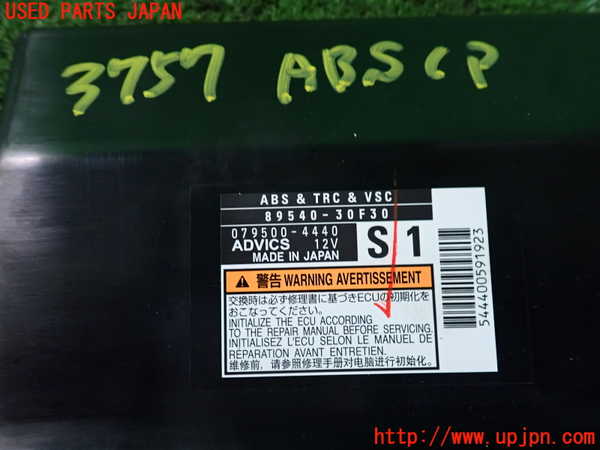 USED PARTS JAPAN
3757 ABSCP
ABS & TRC & VSC
89540-30F30
079500-4440
ADVICS 12V
MADE IN JAPAN
S1
544400591923
警告 WARNING AVERTISSEMENT
交換時は必ず修理書に基づきECUの初期化を
おこなってください。
INITIALIZE THE ECU ACCORDING
TO THE REPAIR MANUAL BEFORE SERVICING.
INITIALISEZ L'ECU SELON LE MANUEL DE
REPARATION AVANT ENTRETIEN.
维修前，请参照修理手册对电脑进行初始化。
http://www.upjpn.com